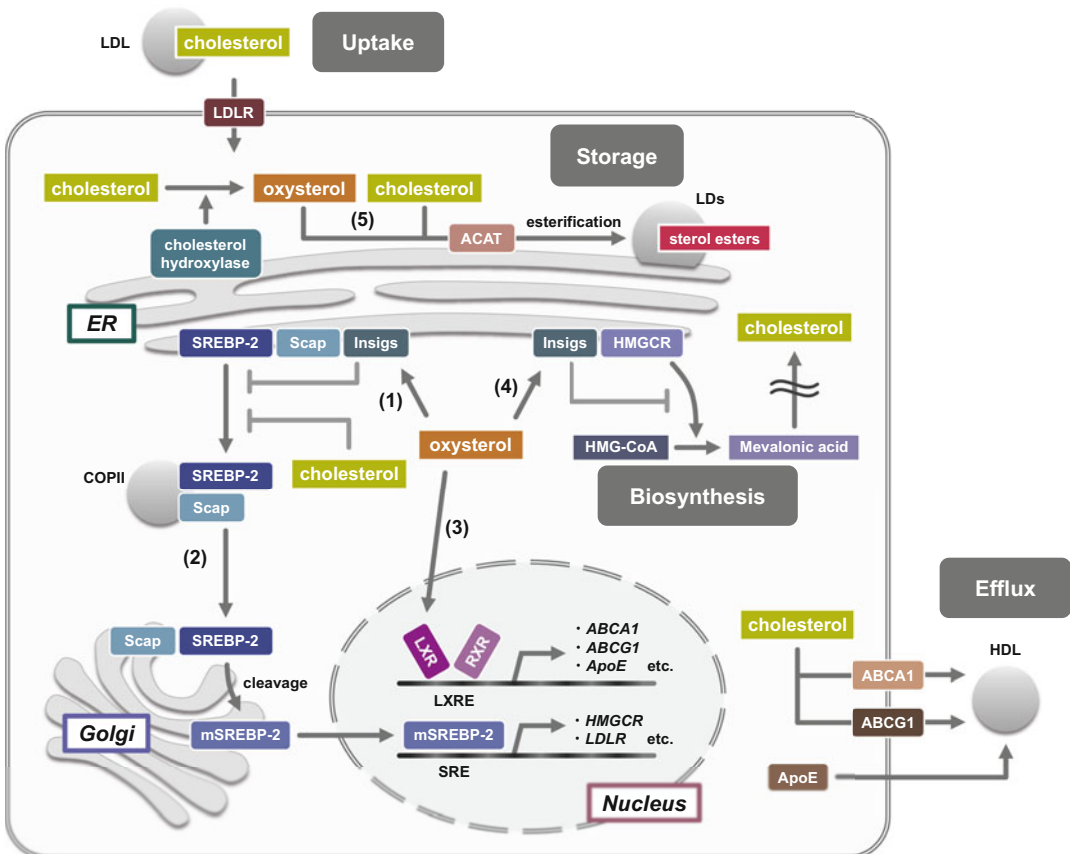 LDL
cholesterol
Uptake
LDLR
Storage
cholesterol
oxysterol
cholesterol
LDs
(5)
ACAT
esterification
sterol esters
cholesterol
hydroxylase
ER
SREBP-2
Scap
Insigs
Insigs
HMGCR
cholesterol
(1)
(4)
oxysterol
HMG-CoA
Mevalonic acid
COPII
SREBP-2
Scap
cholesterol
Biosynthesis
(2)
(3)
Efflux
Scap
SREBP-2
LXR
RXR
· ABCA1
· ABCG1
· ApoE etc.
cholesterol
HDL
cleavage
LXRE
ABCA1
Golgi
mSREBP-2
mSREBP-2
· HMGCR
· LDLR etc.
ABCG1
SRE
ApoE
Nucleus